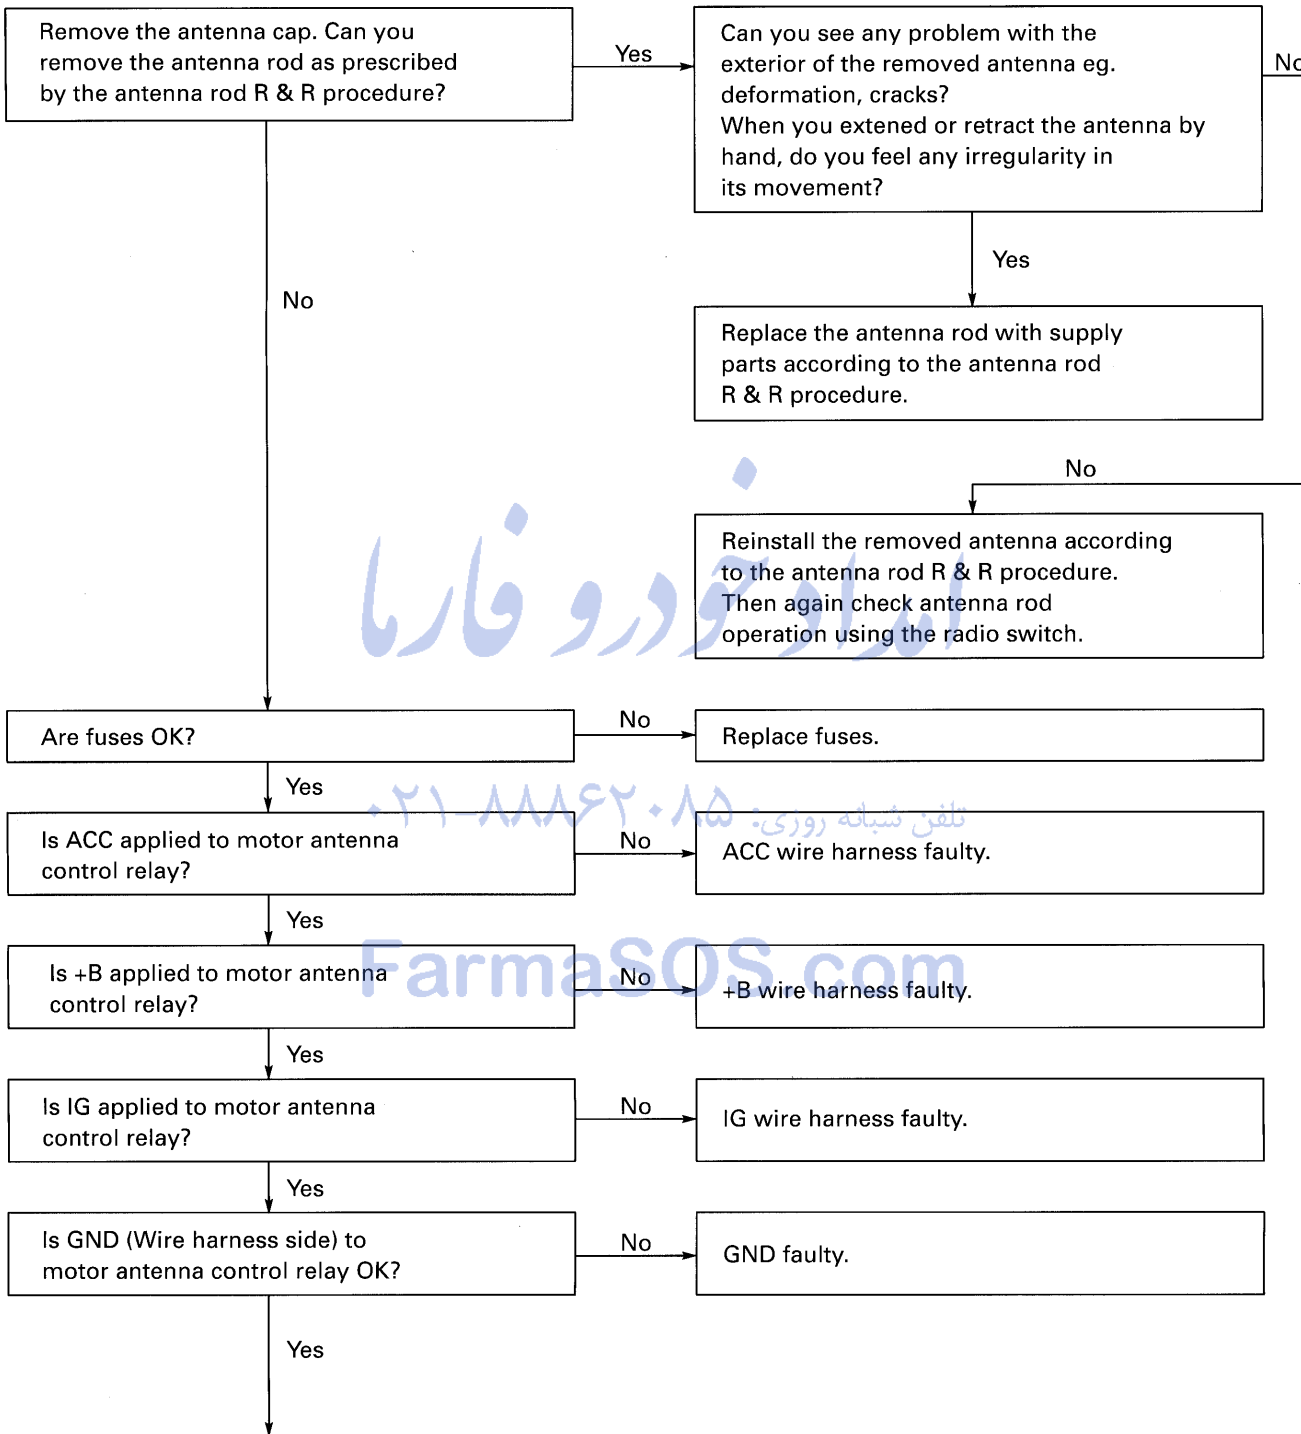 Remove the antenna cap. Can you
remove the antenna rod as prescribed
by the antenna rod R & R procedure?
Yes
Can you see any problem with the
exterior of the removed antenna eg.
deformation, cracks?
When you extened or retract the antenna by
hand, do you feel any irregularity in
its movement?
No
Yes
No
Replace the antenna rod with supply
parts according to the antenna rod
R & R procedure.
No
Reinstall the removed antenna according
to the antenna rod R & R procedure.
Then again check antenna rod
operation using the radio switch.
امداد خودرو فارما
Are fuses OK?
No
Replace fuses.
Yes
تلفن شبانه روزی: ۰۲۱-۸۸۸۶۲۰۸۵
Is ACC applied to motor antenna
control relay?
No
ACC wire harness faulty.
Yes
FarmaSOS.com
Is +B applied to motor antenna
control relay?
No
+B wire harness faulty.
Yes
Is IG applied to motor antenna
control relay?
No
IG wire harness faulty.
Yes
Is GND (Wire harness side) to
motor antenna control relay OK?
No
GND faulty.
Yes